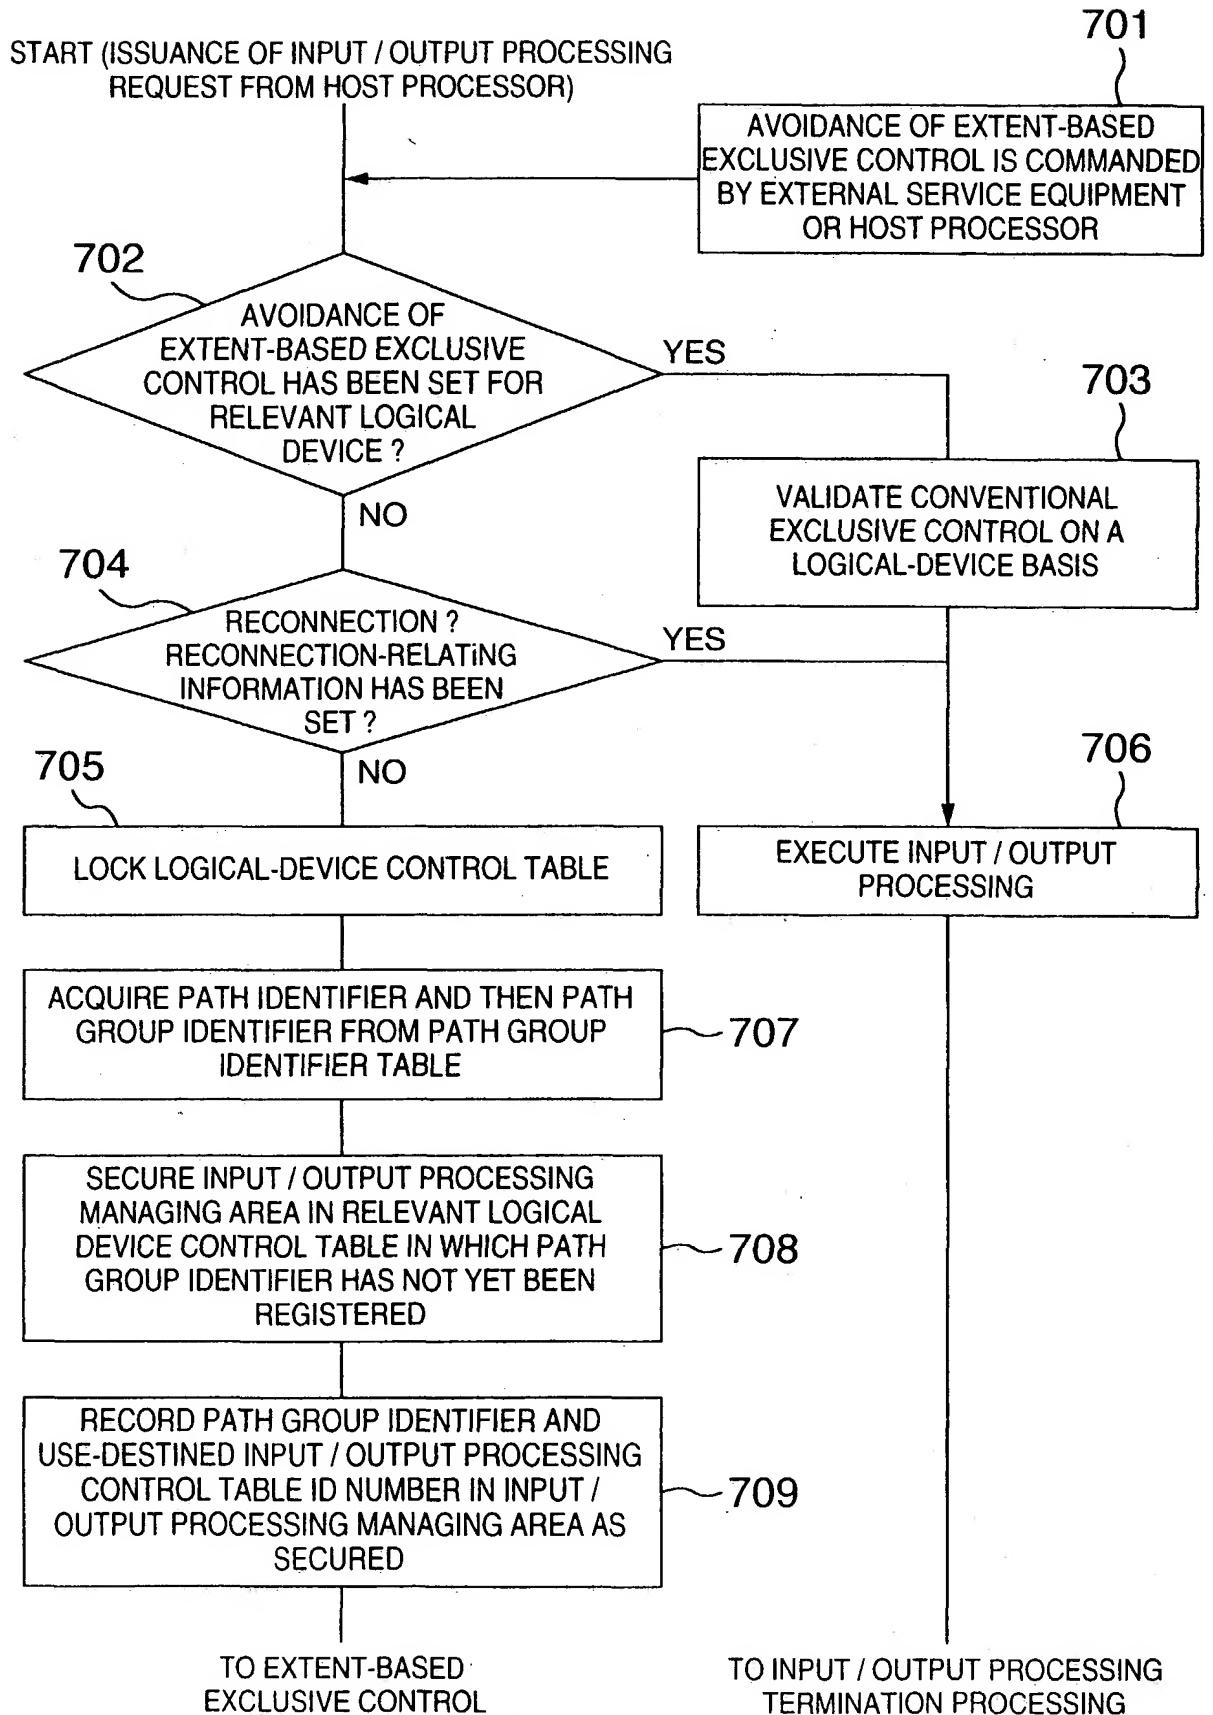 START (ISSUANCE OF INPUT / OUTPUT PROCESSING
REQUEST FROM HOST PROCESSOR)
701
AVOIDANCE OF EXTENT-BASED
EXCLUSIVE CONTROL IS COMMANDED
BY EXTERNAL SERVICE EQUIPMENT
OR HOST PROCESSOR
702
AVOIDANCE OF
EXTENT-BASED EXCLUSIVE
CONTROL HAS BEEN SET FOR
RELEVANT LOGICAL
DEVICE ?
YES
NO
703
VALIDATE CONVENTIONAL
EXCLUSIVE CONTROL ON A
LOGICAL-DEVICE BASIS
704
RECONNECTION ?
RECONNECTION-RELATING
INFORMATION HAS BEEN
SET ?
YES
NO
705
LOCK LOGICAL-DEVICE CONTROL TABLE
706
EXECUTE INPUT / OUTPUT
PROCESSING
ACQUIRE PATH IDENTIFIER AND THEN PATH
GROUP IDENTIFIER FROM PATH GROUP
IDENTIFIER TABLE
707
SECURE INPUT / OUTPUT PROCESSING
MANAGING AREA IN RELEVANT LOGICAL
DEVICE CONTROL TABLE IN WHICH PATH
GROUP IDENTIFIER HAS NOT YET BEEN
REGISTERED
708
RECORD PATH GROUP IDENTIFIER AND
USE-DESTINED INPUT / OUTPUT PROCESSING
CONTROL TABLE ID NUMBER IN INPUT /
OUTPUT PROCESSING MANAGING AREA AS
SECURED
709
TO EXTENT-BASED
EXCLUSIVE CONTROL
TO INPUT / OUTPUT PROCESSING
TERMINATION PROCESSING